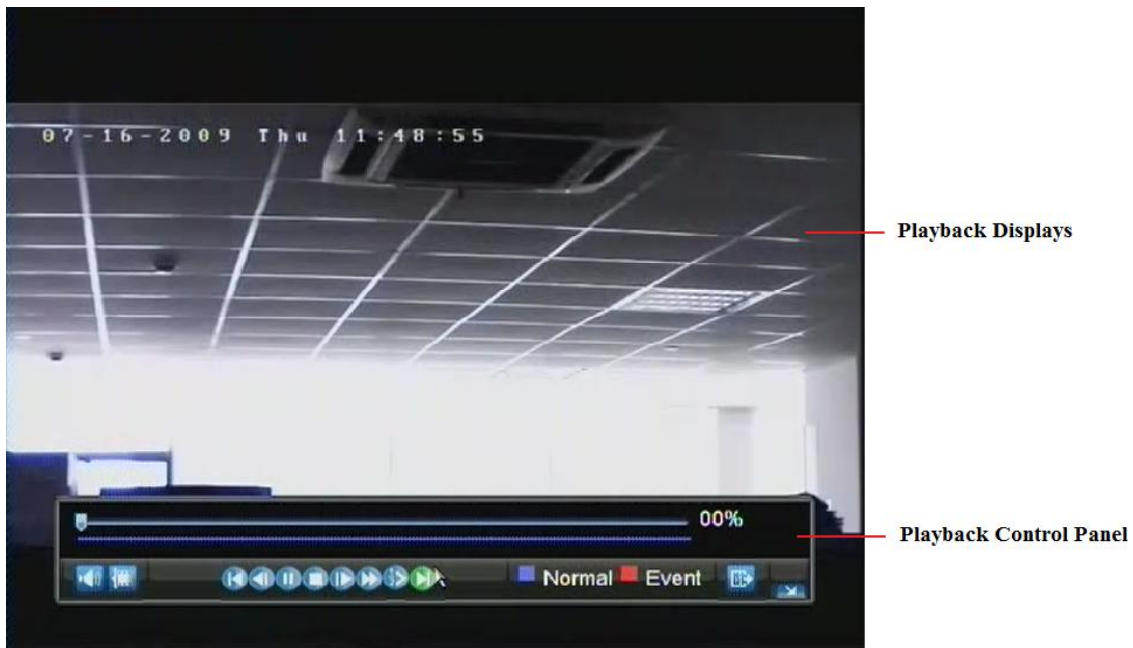 07-16-2009 Thu 11:48:55
Playback Displays
00%
Playback Control Panel
Normal
Event